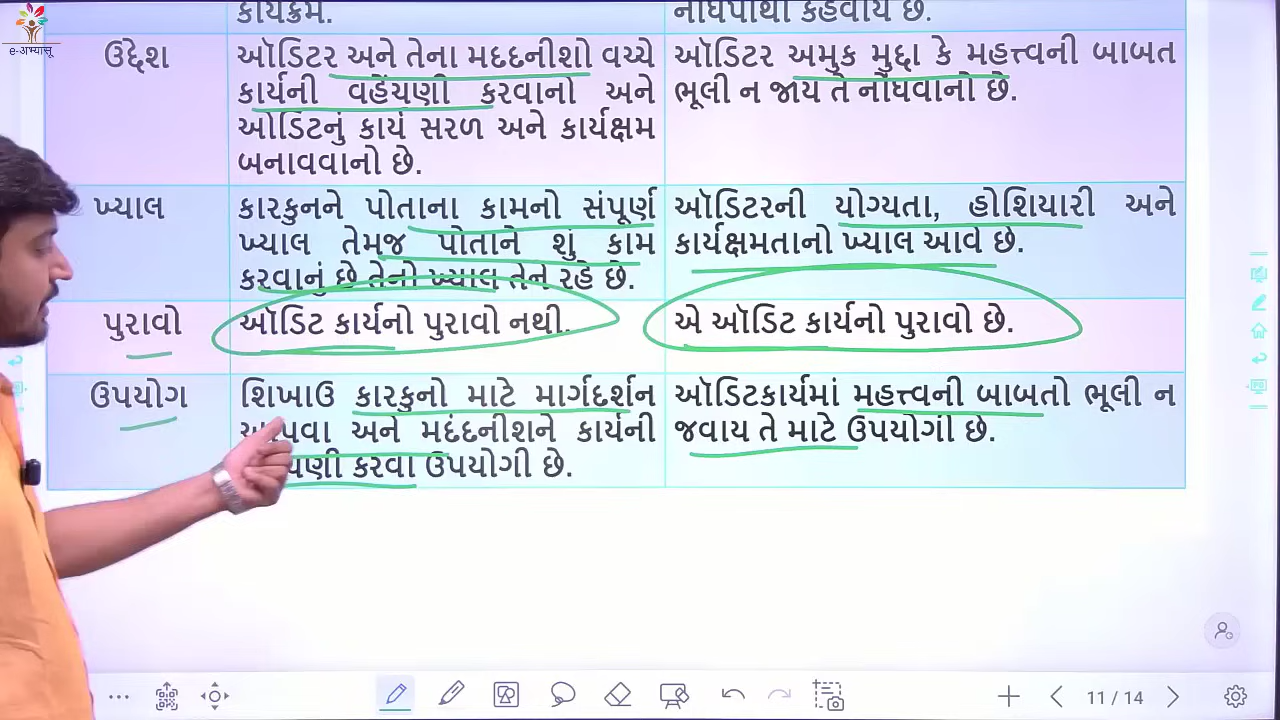 કાર્યક્રમ.
નોંધપોથી કહેવાય છે.
e-अभ्यासू
ઉદ્દેશ
ઑડિટર અને તેના મદદનીશો વચ્ચે
કાર્યની વહેંચણી કરવાનો અને
ઑડિટનું કાર્ય સરળ અને કાર્યક્ષમ
બનાવવાનો છે.
ઑડિટર અમુક મુદ્દા કે મહત્ત્વની બાબત
ભૂલી ન જાય તે નોંધવાનો છે.
ખ્યાલ
કારકુનને પોતાના કામનો સંપૂર્ણ
ખ્યાલ તેમજ પોતાને શું કામ
કરવાનું છે તેનો ખ્યાલ તેને રહે છે.
ઑડિટરની યોગ્યતા, હોશિયારી અને
કાર્યક્ષમતાનો ખ્યાલ આવે છે.
પુરાવો
ઑડિટ કાર્યનો પુરાવો નથી.
એ ઑડિટ કાર્યનો પુરાવો છે.
ઉપયોગ
શિખાઉ કારકુનો માટે માર્ગદર્શન
અને મદદનીશને કાર્યની
કરવા ઉપયોગી છે.
ઑડિટકાર્યમાં મહત્ત્વની બાબતો ભૂલી ન
જવાય તે માટે ઉપયોગી છે.
11 / 14